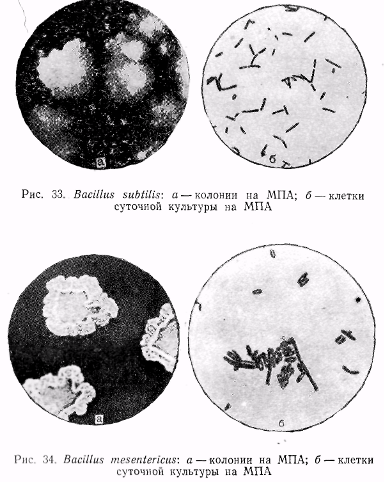 а
б
Рис. 33. Bacillus subtilis: а — колонии на МПА; б — клетки
суточной культуры на МПА
а
б
Рис. 34. Bacillus mesentericus: а — колонии на МПА; б — клетки
суточной культуры на МПА